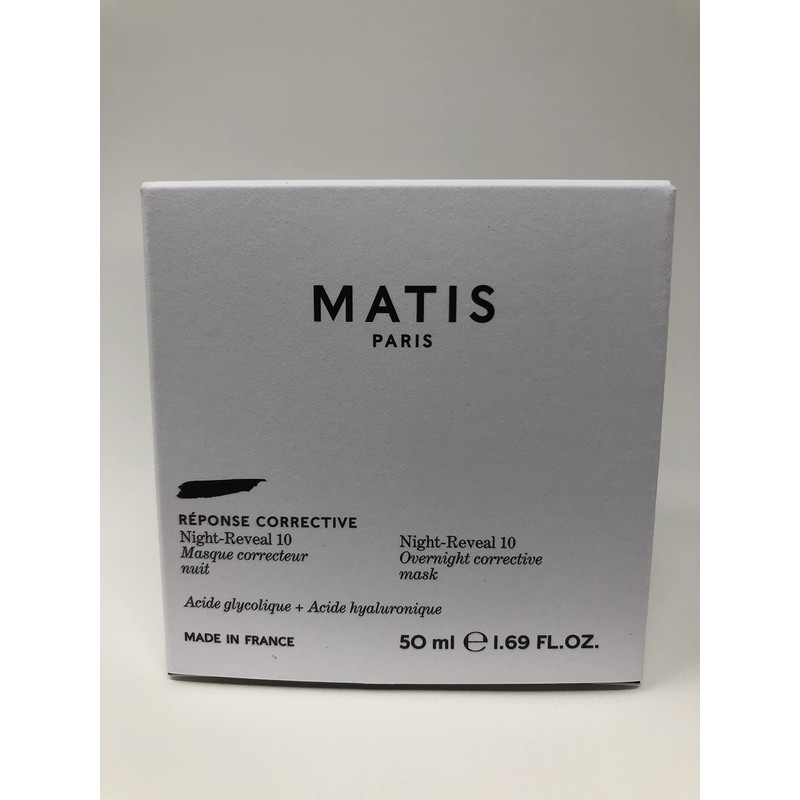 MATIS
PARIS
RÉPONSE CORRECTIVE
Night-Reveal 10
Masque correcteur
nuit
Night-Reveal 10
Overnight corrective
mask
Acide glycolique + Acide hyaluronique
MADE IN FRANCE
50 ml ℮ 1.69 FL.OZ.